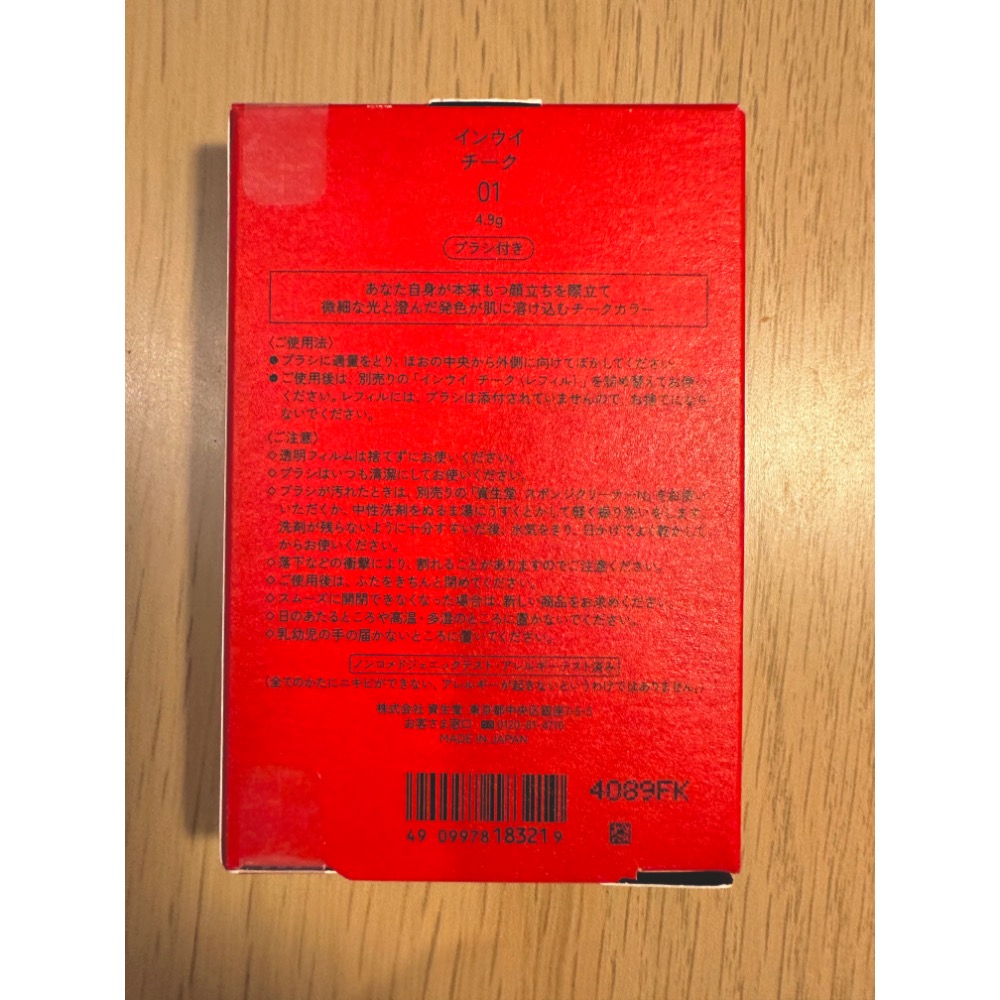 インウイ
チーク
01
4.9g
ブラシ付き
あなた自身が本来もつ顔立ちを際立て
微細な光と澄んだ発色が肌に溶け込むチークカラー
〈ご使用法〉
●ブラシに適量をとり、ほおの中央から外側に向けてぼかしてください。
●ご使用後は、別売りの「インウイ チーク（レフィル）」を詰め替えてお使い
ください。レフィルには、ブラシは添付されていませんので、お捨てになら
ないでください。
〈ご注意〉
◇透明フィルムは捨てずにお使いください。
◇ブラシはいつも清潔にしてお使いください。
◇ブラシが汚れたときは、別売りの「資生堂 スポンジクリーナーN」をお使い
いただくか、中性洗剤をぬるま湯にうすくとかして軽く振り洗いをします。
洗剤が残らないように十分すすいだ後、水気をきり、日かげでよく乾かして
からお使いください。
◇落下などの衝撃により、割れることがありますのでご注意ください。
◇ご使用後は、ふたをきちんと閉めてください。
◇スムーズに開閉できなくなった場合は、新しい商品をお求めください。
◇日のあたるところや高温・多湿のところに置かないでください。
◇乳幼児の手の届かないところに置いてください。
ノンコメドジェニックテスト・アレルギーテスト済み
（全てのかたにニキビができない、アレルギーが起きないというわけではありません。）
株式会社 資生堂 東京都中央区銀座7-5-5
お客さま窓口 0120-81-4710
MADE IN JAPAN
4089FK
49 09978 183219